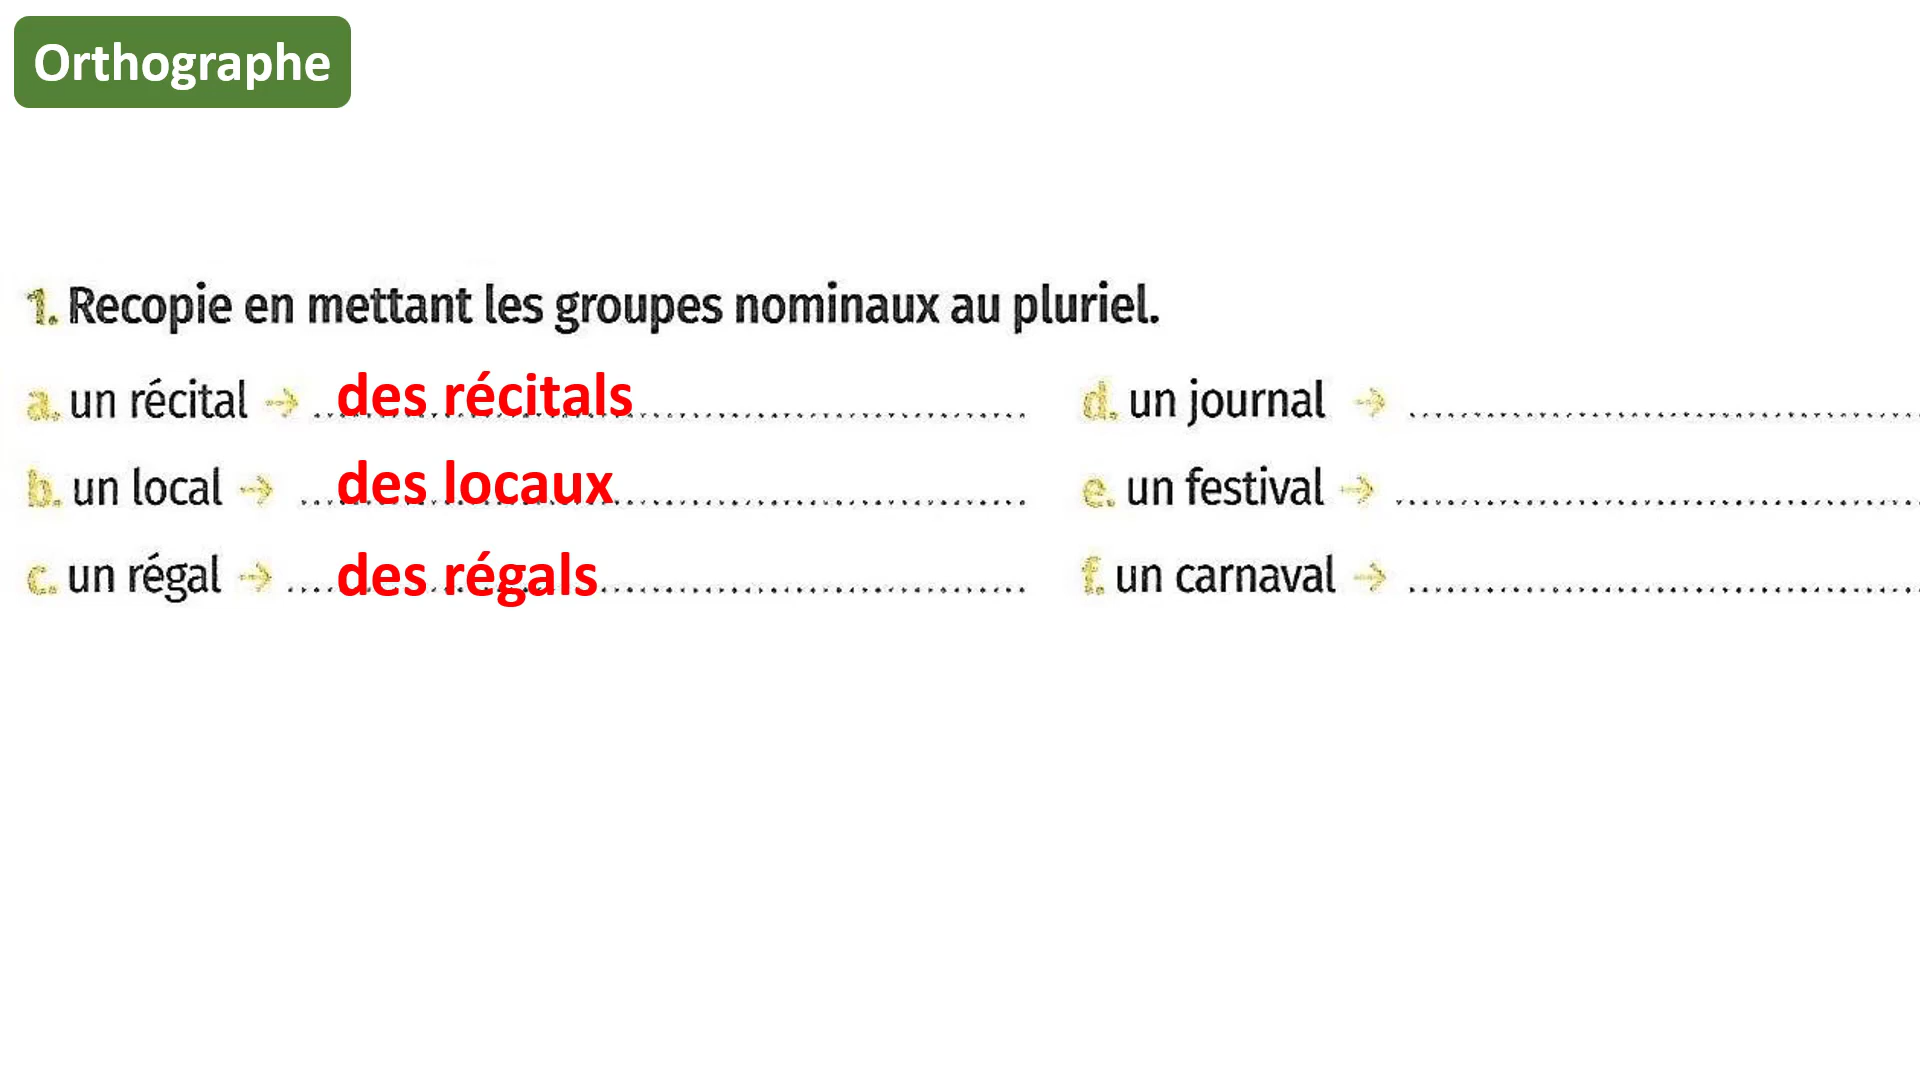 Orthographe
1. Recopie en mettant les groupes nominaux au pluriel.
a. un récital → des récitals
b. un local → des locaux
c. un régal → des régals
d. un journal →
e. un festival →
f. un carnaval →